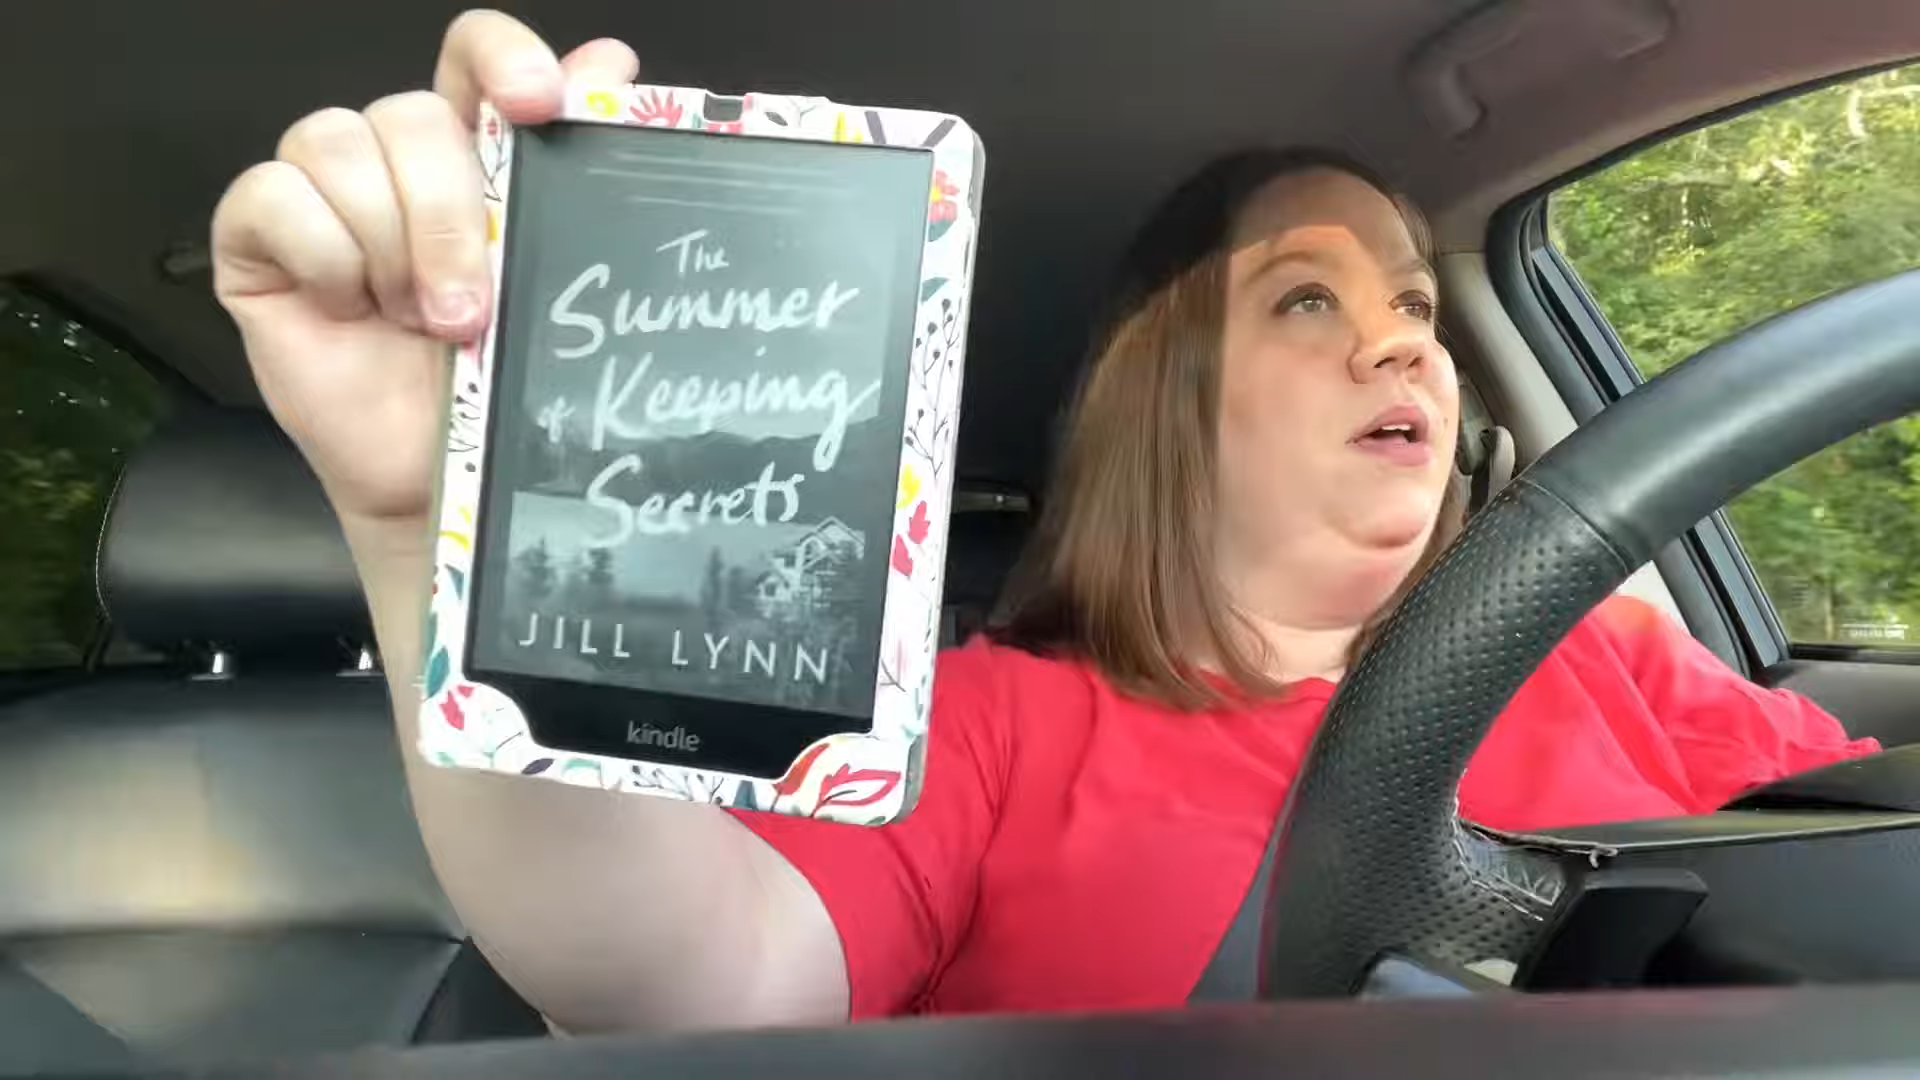 The
Summer
of Keeping
Secrets
JILL LYNN
kindle